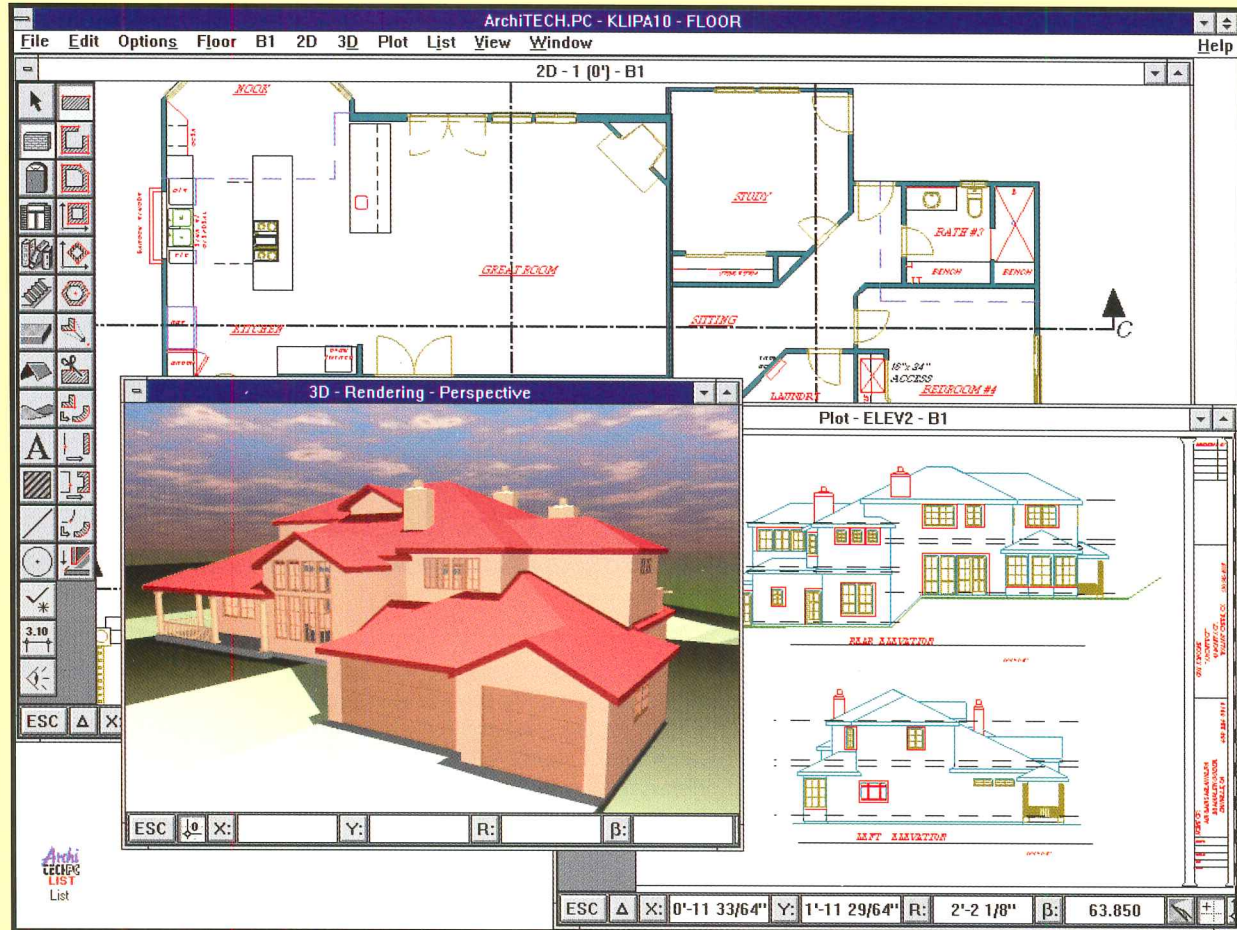 ArchiTECH.PC - KLIPA10 - FLOOR
File Edit Options Floor B1 2D 3D Plot List View Window Help
2D - 1 (0') - B1
NOOK
STUDY
BATH #3
BENCH BENCH
GREAT ROOM
KITCHEN
SITTING
C
16"x 24"
ACCESS
LAUNDRY
BEDROOM #4
A
3.10
ESC Δ X:
3D - Rendering - Perspective
ESC X: Y: R: β:
Plot - ELEV2 - B1
REAR ELEVATION
LEFT ELEVATION
ESC Δ X: 0'-11 33/64" Y: 1'-11 29/64" R: 2'-2 1/8" β: 63.850
Archi
TECH.PC
LIST
List